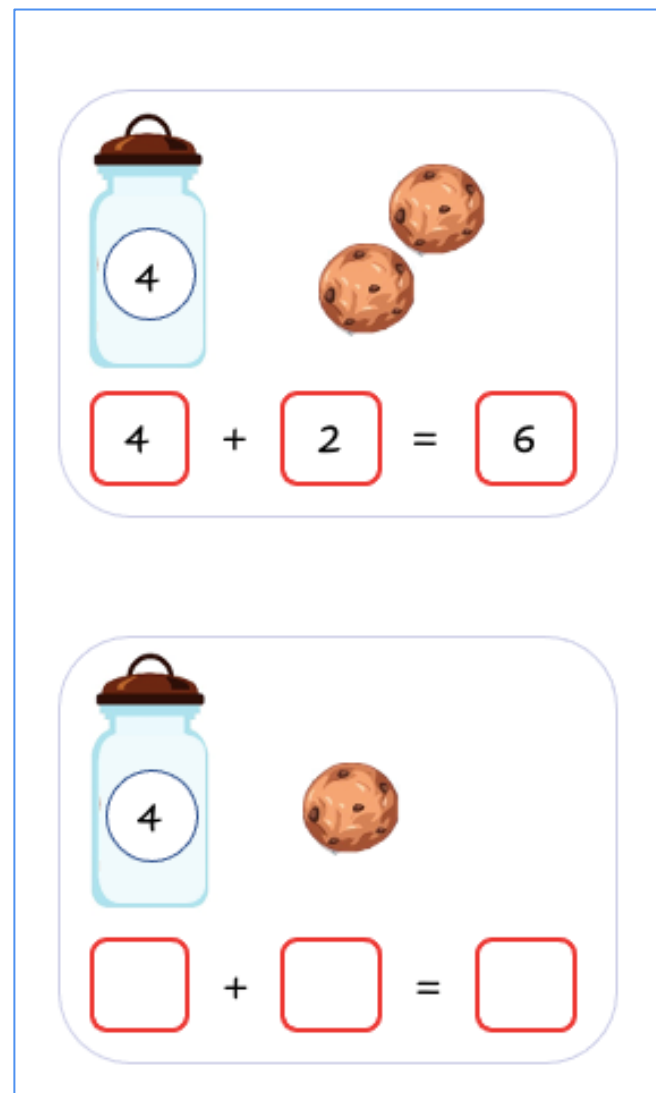 4
4 + 2 = 6
4
+ =